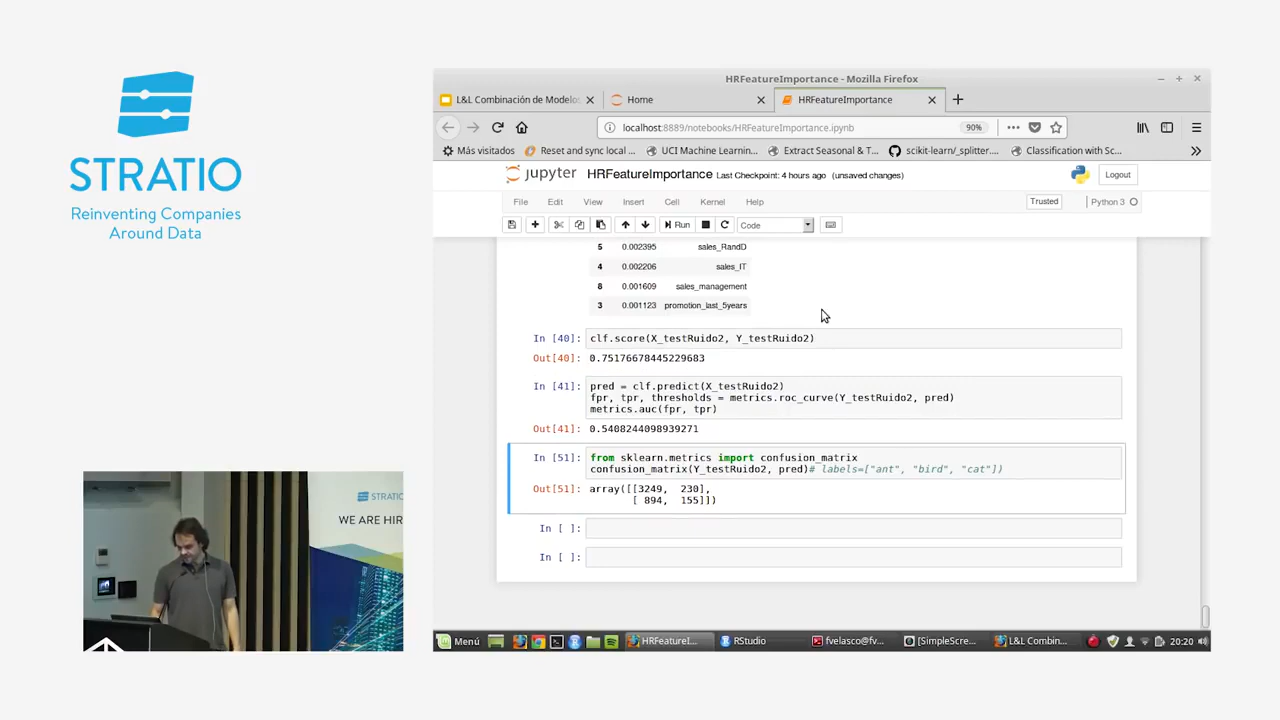 STRATIO
Reinventing Companies
Around Data
HRFeatureImportance - Mozilla Firefox
L&L Combinación de Modelos
Home
HRFeatureImportance
localhost:8889/notebooks/HRFeatureImportance.ipynb
90%
Más visitados
Reset and sync local ...
UCI Machine Learnin...
Extract Seasonal & T...
scikit-learn/_splitter....
Classification with Sc...
jupyter
HRFeatureImportance Last Checkpoint: 4 hours ago (unsaved changes)
Logout
File Edit View Insert Cell Kernel Help
Trusted
Python 3
Run
Code
5 0.002395 sales_RandD
4 0.002206 sales_IT
8 0.001609 sales_management
3 0.001123 promotion_last_5years
In [40]: clf.score(X_testRuido2, Y_testRuido2)
Out[40]: 0.75176678445229683
In [41]: pred = clf.predict(X_testRuido2)
fpr, tpr, thresholds = metrics.roc_curve(Y_testRuido2, pred)
metrics.auc(fpr, tpr)
Out[41]: 0.5408244098939271
In [51]: from sklearn.metrics import confusion_matrix
confusion_matrix(Y_testRuido2, pred)# labels=["ant", "bird", "cat"])
Out[51]: array([[3249, 230],
[ 894, 155]])
In [ ]:
In [ ]:
STRATIO
WE ARE HIR
Menú
HRFeatureI...
RStudio
fvelasco@fv...
[SimpleScre...
L&L Combin...
20:20